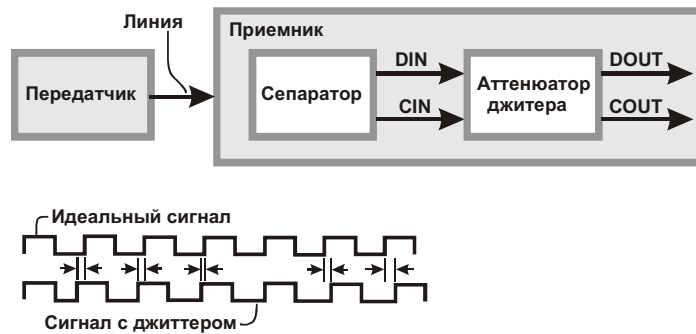 Линия
Приемник
Передатчик
Сепаратор
DIN
CIN
Аттенюатор
джитера
DOUT
COUT
Идеальный сигнал
Сигнал с джиттером